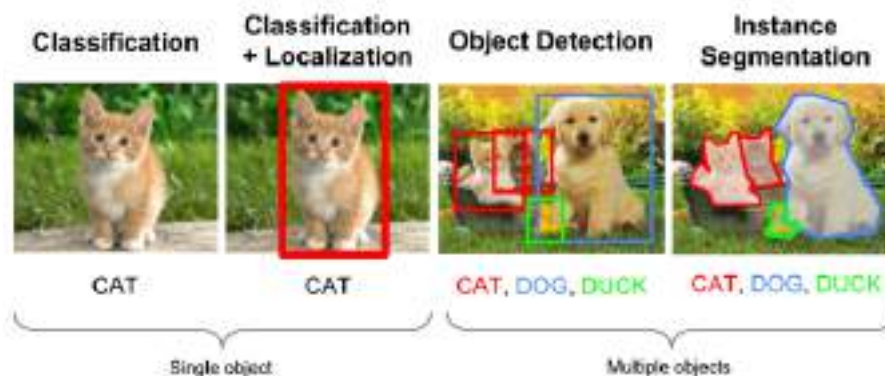 Classification
Classification
+ Localization
Object Detection
Instance
Segmentation
CAT
CAT
CAT, DOG, DUCK
CAT, DOG, DUCK
Single object
Multiple objects